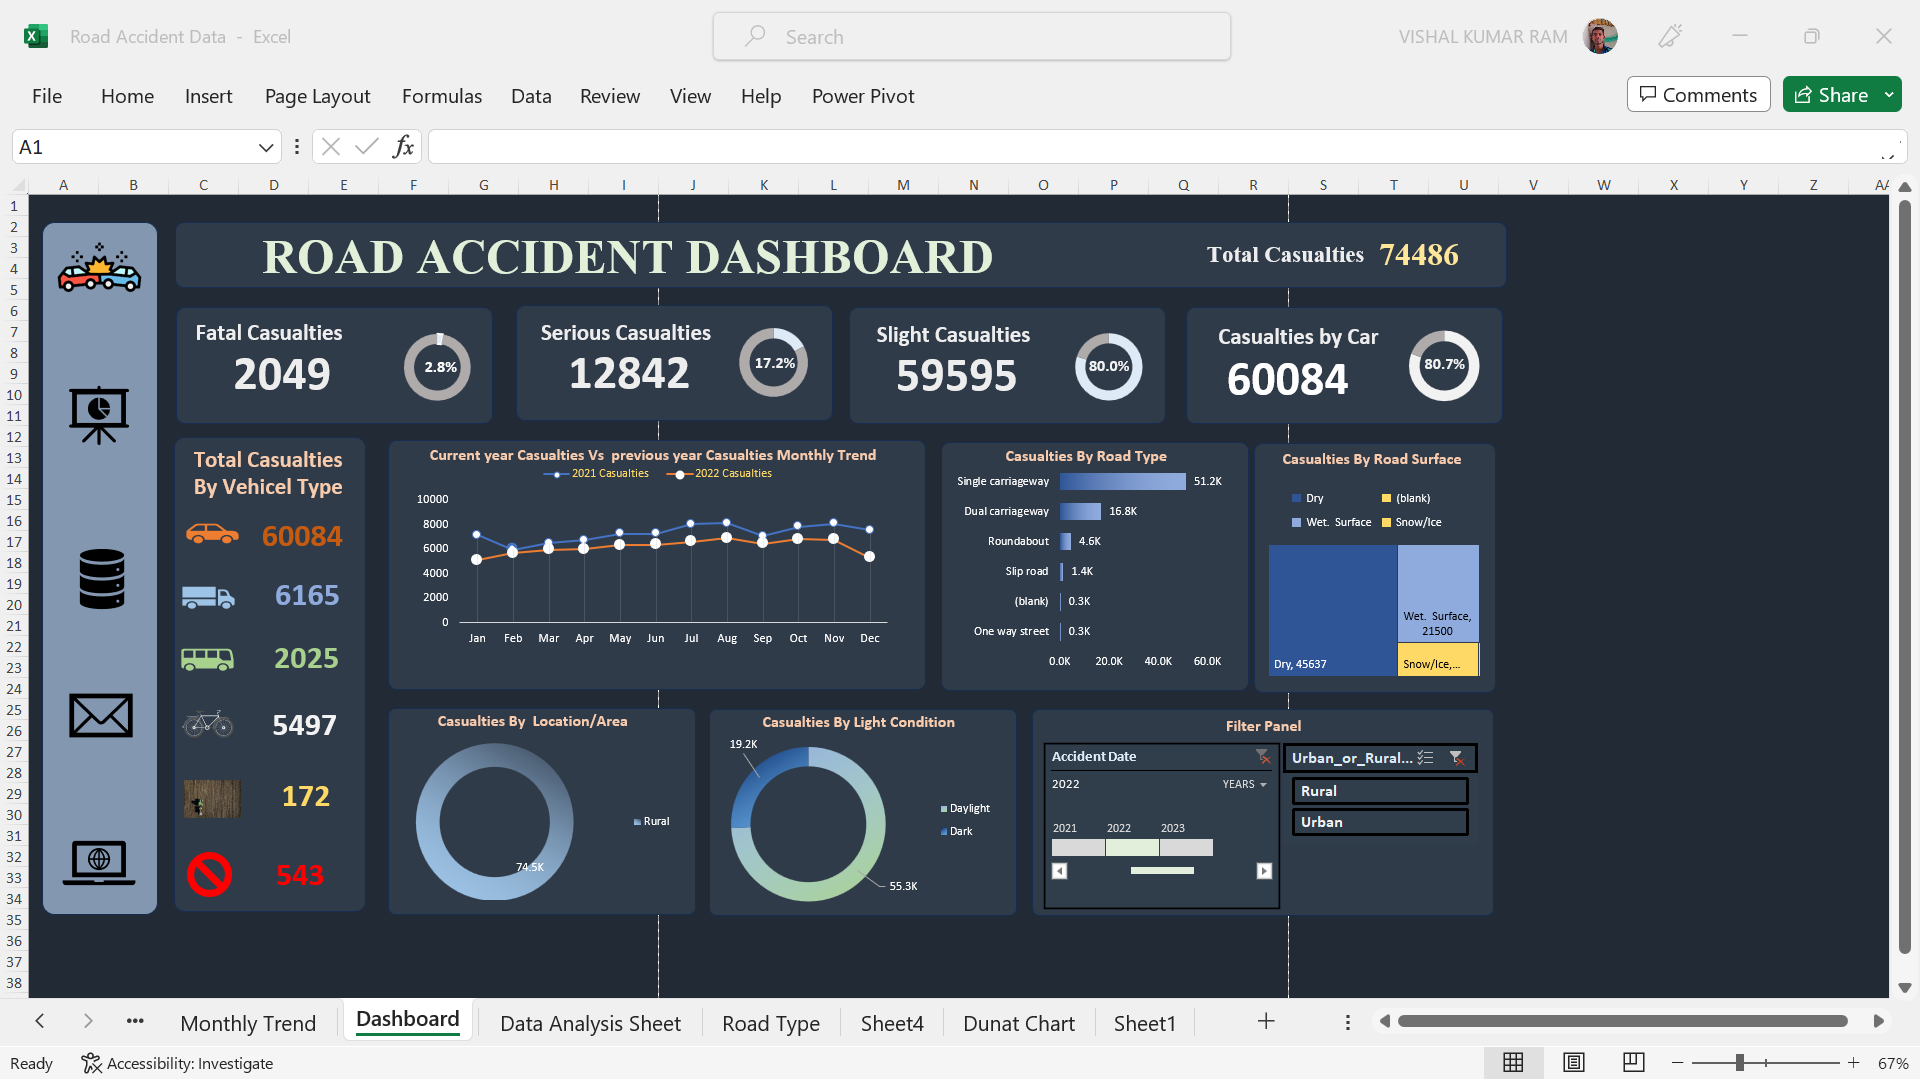 Road Accident Data - Excel
Search
VISHAL KUMAR RAM
File Home Insert Page Layout Formulas Data Review View Help Power Pivot
Comments Share
A1 fx
A B C D E F G H I J K L M N O P Q R S T U V W X Y Z AA
1
2
3
4
5
6
7
8
9
10
11
12
13
14
15
16
17
18
19
20
21
22
23
24
25
26
27
28
29
30
31
32
33
34
35
36
37
38
ROAD ACCIDENT DASHBOARD
Total Casualties 74486
Fatal Casualties
2049
2.8%
Serious Casualties
12842
17.2%
Slight Casualties
59595
80.0%
Casualties by Car
60084
80.7%
Total Casualties
By Vehicel Type
60084
6165
2025
5497
172
543
Current year Casualties Vs previous year Casualties Monthly Trend
2021 Casualties 2022 Casualties
10000
8000
6000
4000
2000
0
Jan Feb Mar Apr May Jun Jul Aug Sep Oct Nov Dec
Casualties By Road Type
Single carriageway 51.2K
Dual carriageway 16.8K
Roundabout 4.6K
Slip road 1.4K
(blank) 0.3K
One way street 0.3K
0.0K 20.0K 40.0K 60.0K
Casualties By Road Surface
Dry (blank)
Wet. Surface Snow/Ice
Wet. Surface,
21500
Dry, 45637
Snow/Ice,...
Casualties By Location/Area
Rural
74.5K
Casualties By Light Condition
19.2K
Daylight
Dark
55.3K
Filter Panel
Accident Date
2022 YEARS
2021 2022 2023
Urban_or_Rural...
Rural
Urban
Monthly Trend Dashboard Data Analysis Sheet Road Type Sheet4 Dunat Chart Sheet1
Ready Accessibility: Investigate
67%